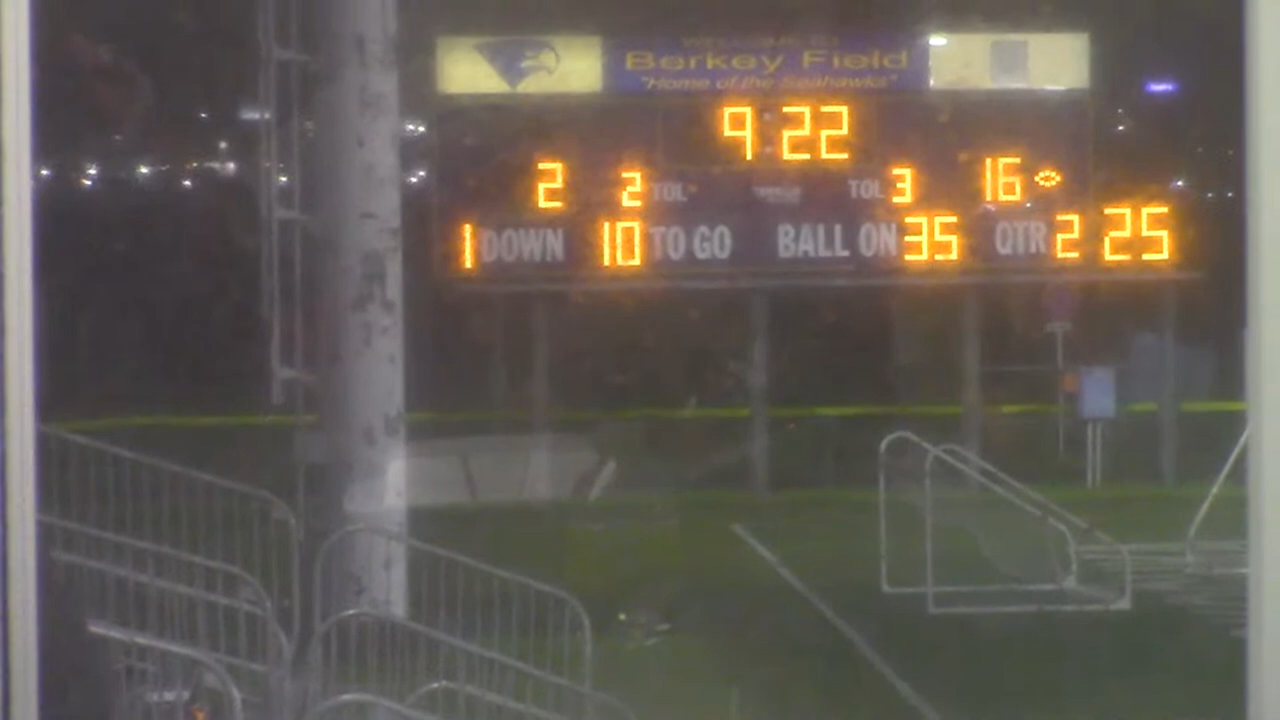 WELCOME TO
Berkey Field
"Home of the Seahawks"
9:22
2 2 TOL TOL 3 16
1 DOWN 10 TO GO BALL ON 35 QTR 2 25